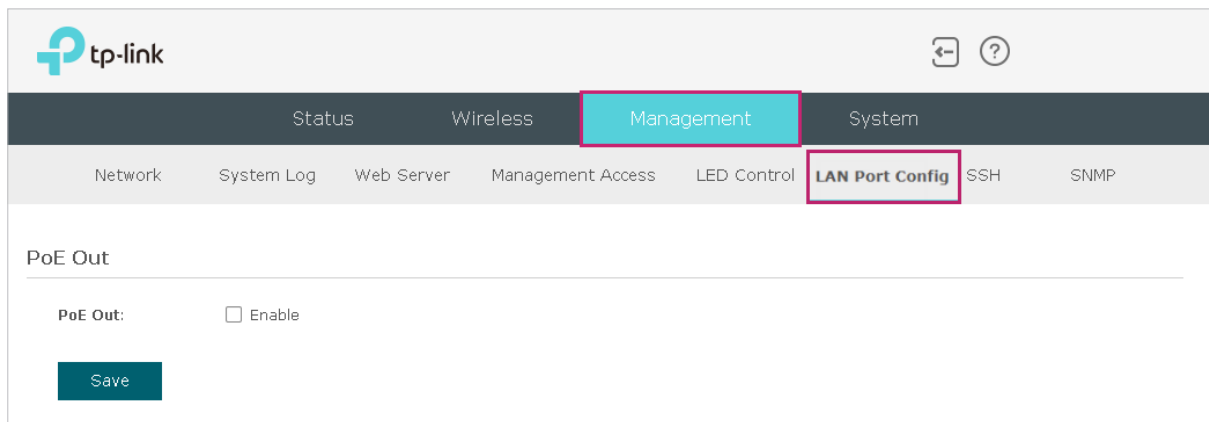 tp-link
?
Status Wireless Management System
Network System Log Web Server Management Access LED Control LAN Port Config SSH SNMP
PoE Out
PoE Out: Enable
Save